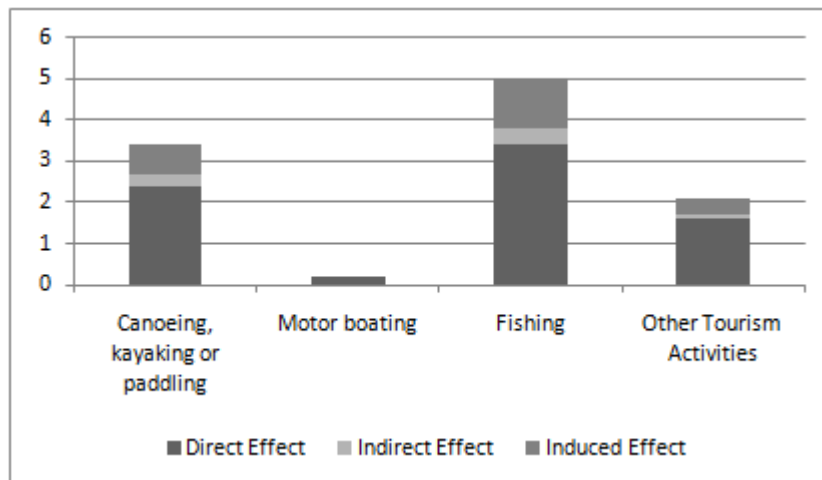 6
5
4
3
2
1
0
Canoeing,
kayaking or
paddling
Motor boating
Fishing
Other Tourism
Activities
Direct Effect
Indirect Effect
Induced Effect